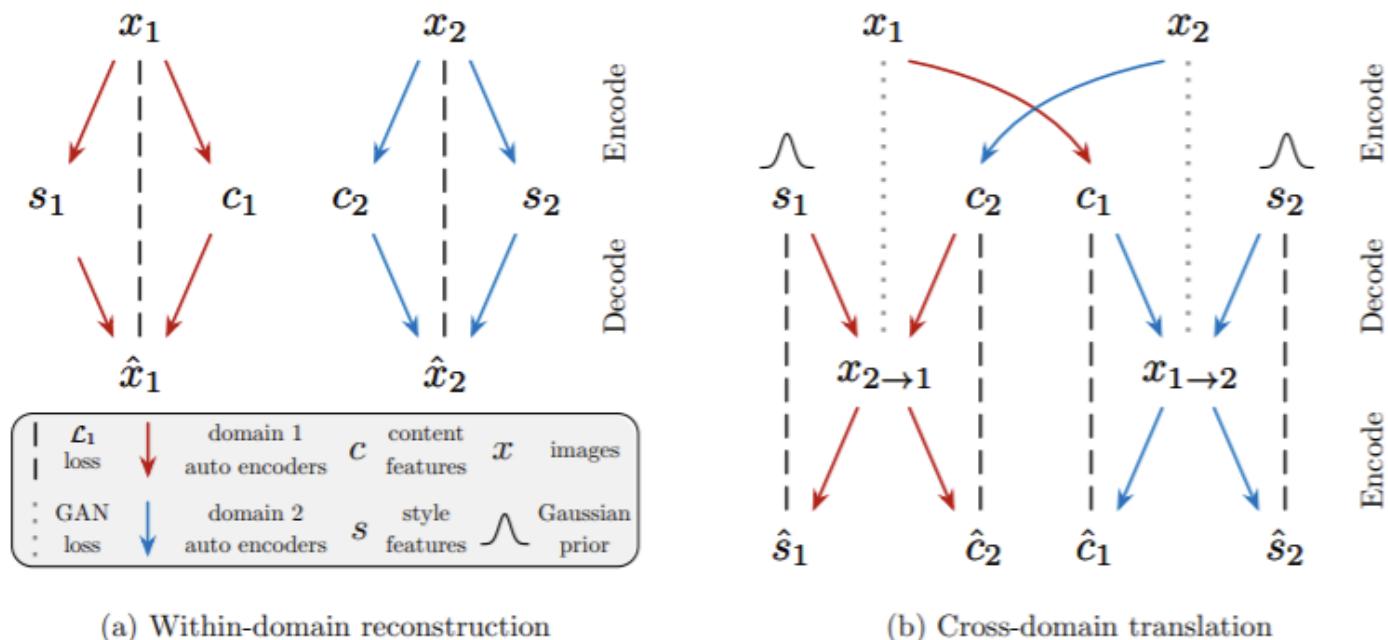 x₁ x₂ Encode
s₁ c₁ c₂ s₂
Decode
x̂₁ x̂₂
ℒ₁ loss domain 1 auto encoders c content features x images
GAN loss domain 2 auto encoders s style features Gaussian prior
(a) Within-domain reconstruction
x₁ x₂ Encode
s₁ c₂ c₁ s₂
Decode
x₂→₁ x₁→₂
Encode
ŝ₁ ĉ₂ ĉ₁ ŝ₂
(b) Cross-domain translation